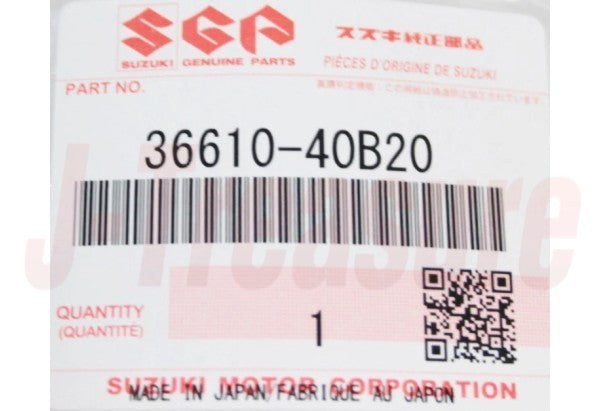 SGP
スズキ純正部品
SUZUKI GENUINE PARTS
PIÈCES D'ORIGINE DE SUZUKI
PART NO.
36610-40B20
J-Treasure
QUANTITY
(QUANTITÉ)
1
SUZUKI MOTOR CORPORATION
MADE IN JAPAN/FABRIQUE AU JAPON